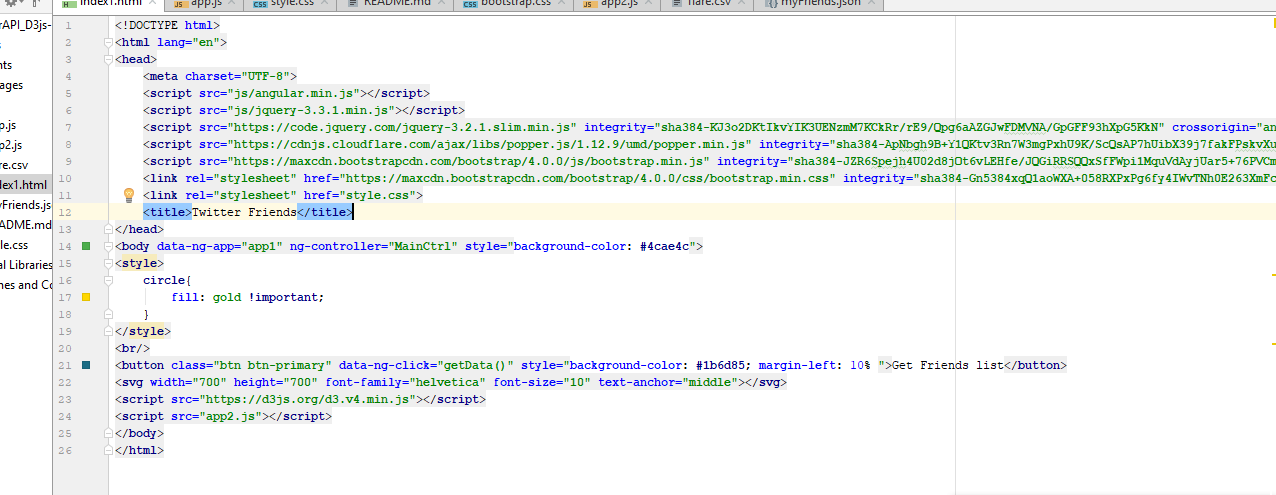 index1.html app.js style.css README.md bootstrap.css app2.js flare.csv myFriends.json
1 <!DOCTYPE html>
2 <html lang="en">
3 <head>
4 <meta charset="UTF-8">
5 <script src="js/angular.min.js"></script>
6 <script src="js/jquery-3.3.1.min.js"></script>
7 <script src="https://code.jquery.com/jquery-3.2.1.slim.min.js" integrity="sha384-KJ3o2DKtIkvYIK3UENzmM7KCkRr/rE9/Qpg6aAZGJwFDMVNA/GpGFF93hXpG5KkN" crossorigin="an
8 <script src="https://cdnjs.cloudflare.com/ajax/libs/popper.js/1.12.9/umd/popper.min.js" integrity="sha384-ApNbgh9B+Y1QKtv3Rn7W3mgPxhU9K/ScQsAP7hUibX39j7fakFPskvXu
9 <script src="https://maxcdn.bootstrapcdn.com/bootstrap/4.0.0/js/bootstrap.min.js" integrity="sha384-JZR6Spejh4U02d8jOt6vLEHfe/JQGiRRSQQxSfFWpi1MquVdAyjUar5+76PVCm
10 <link rel="stylesheet" href="https://maxcdn.bootstrapcdn.com/bootstrap/4.0.0/css/bootstrap.min.css" integrity="sha384-Gn5384xqQ1aoWXA+058RXPxPg6fy4IWvTNh0E263XmFc
11 <link rel="stylesheet" href="style.css">
12 <title>Twitter Friends</title>
13 </head>
14 <body data-ng-app="app1" ng-controller="MainCtrl" style="background-color: #4cae4c">
15 <style>
16 circle{
17 fill: gold !important;
18 }
19 </style>
20 <br/>
21 <button class="btn btn-primary" data-ng-click="getData()" style="background-color: #1b6d85; margin-left: 10% ">Get Friends list</button>
22 <svg width="700" height="700" font-family="helvetica" font-size="10" text-anchor="middle"></svg>
23 <script src="https://d3js.org/d3.v4.min.js"></script>
24 <script src="app2.js"></script>
25 </body>
26 </html>
rAPI_D3js-
s
nts
ages
p.js
p2.js
re.csv
dex1.html
yFriends.js
ADME.md
le.css
al Libraries
hes and Co